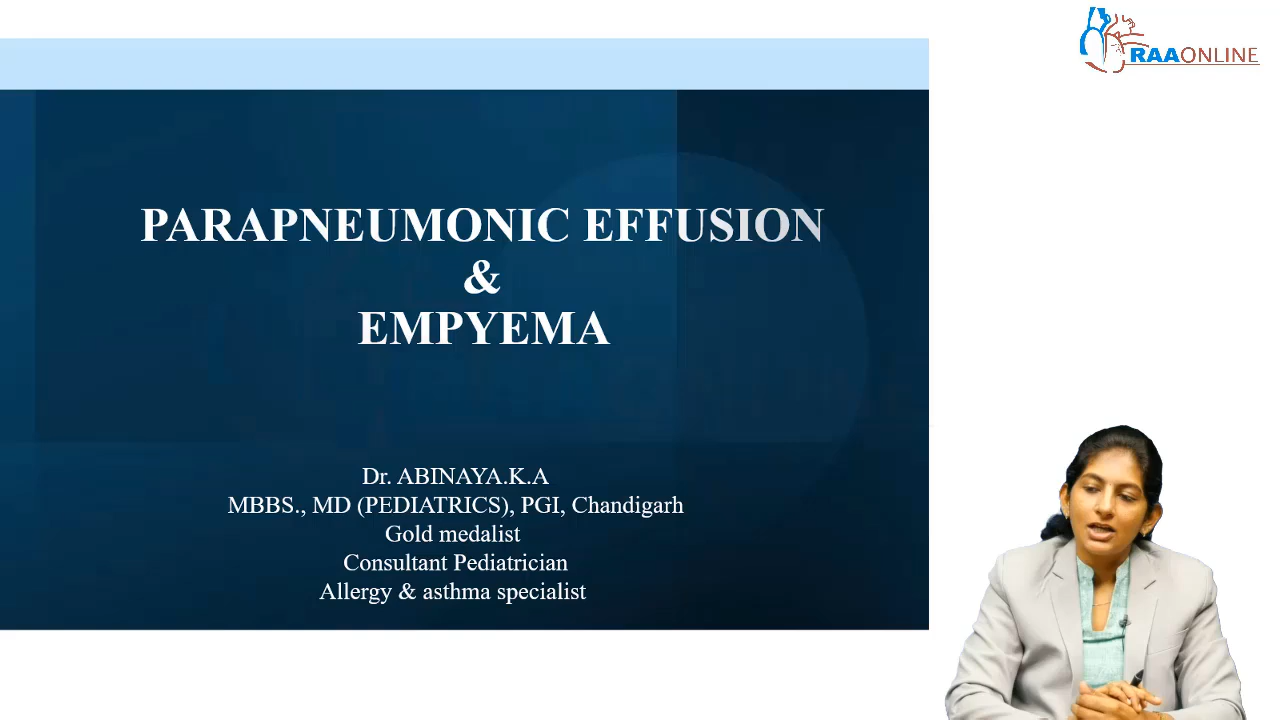 RAAONLINE
PARAPNEUMONIC EFFUSION
&
EMPYEMA
Dr. ABINAYA.K.A
MBBS., MD (PEDIATRICS), PGI, Chandigarh
Gold medalist
Consultant Pediatrician
Allergy & asthma specialist